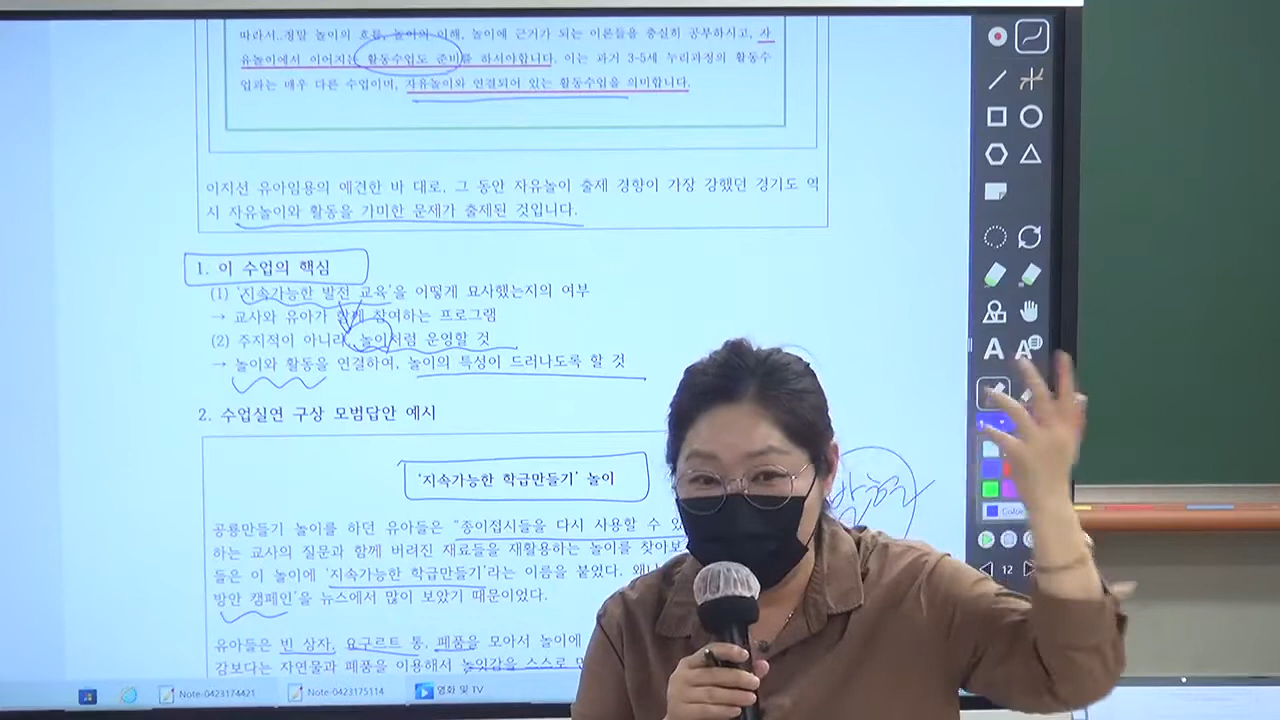 따라서..정말 놀이의 흐름, 놀이의 이해, 놀이에 근거가 되는 이론들을 충실히 공부하시고, 자
유놀이에서 이어지는 활동수업도 준비를 하셔야합니다. 이는 과거 3-5세 누리과정의 활동수
업과는 매우 다른 수업이며, 자유놀이와 연결되어 있는 활동수업을 의미합니다.
이지선 유아임용의 예견한 바 대로, 그 동안 자유놀이 출제 경향이 가장 강했던 경기도 역
시 자유놀이와 활동을 가미한 문제가 출제된 것입니다.
1. 이 수업의 핵심
(1) '지속가능한 발전 교육'을 어떻게 묘사했는지의 여부
→ 교사와 유아가 함께 참여하는 프로그램
(2) 주지적이 아니라, 놀이처럼 운영할 것
→ 놀이와 활동을 연결하여, 놀이의 특성이 드러나도록 할 것
2. 수업실연 구상 모범답안 예시
'지속가능한 학급만들기' 놀이
공룡만들기 놀이를 하던 유아들은 "종이접시들을 다시 사용할 수
하는 교사의 질문과 함께 버려진 재료들을 재활용하는 놀이를
들은 이 놀이에 '지속가능한 학급만들기'라는 이름을 붙였다.
방안 캠페인'을 뉴스에서 많이 보았기 때문이었다.
유아들은 빈 상자, 요구르트 통, 폐품을 모아서 놀이에
감보다는 자연물과 폐품을 이용해서 놀잇감을 스스로
Note-0423174421
Note-0423175114
영화 및 TV
A
A
Color
12